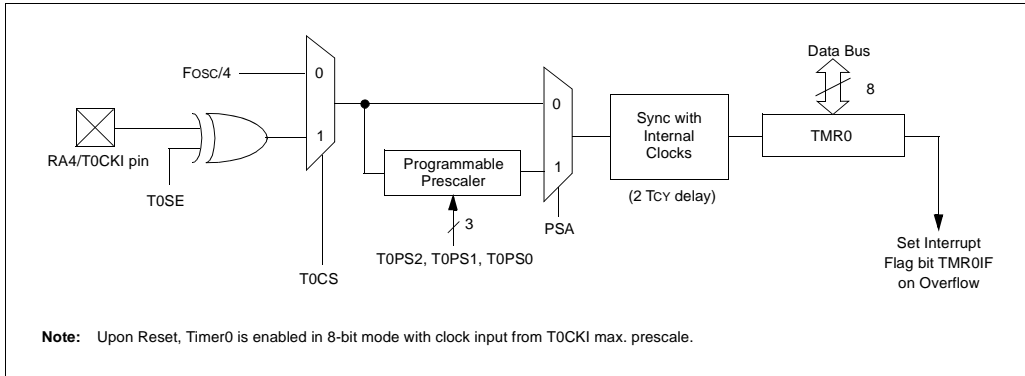 Data Bus
FOSC/4
0
8
0
1
Sync with
Internal
Clocks
TMR0
RA4/T0CKI pin
Programmable
Prescaler
1
T0SE
(2 TCY delay)
3
PSA
T0PS2, T0PS1, T0PS0
T0CS
Set Interrupt
Flag bit TMR0IF
on Overflow
Note: Upon Reset, Timer0 is enabled in 8-bit mode with clock input from T0CKI max. prescale.